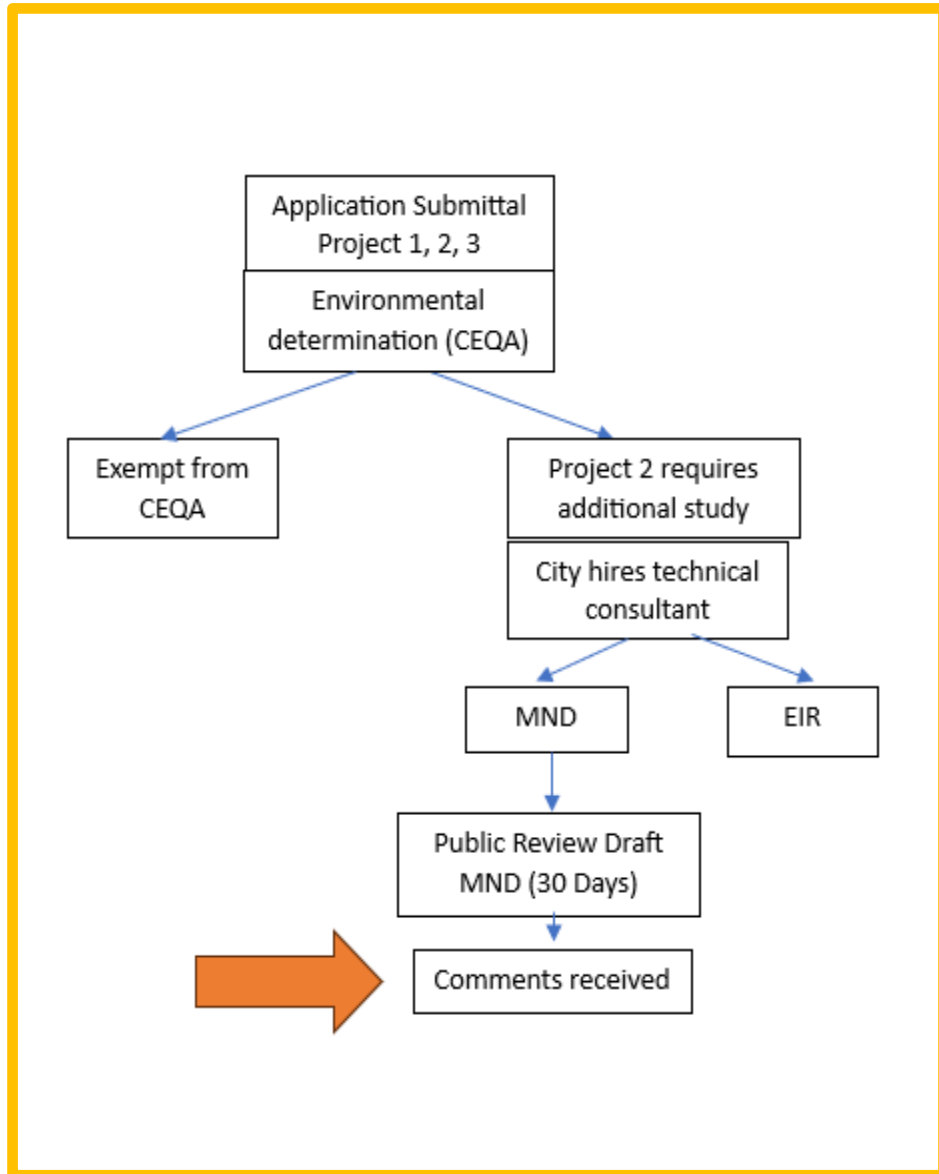 Application Submittal
Project 1, 2, 3
Environmental
determination (CEQA)
Exempt from
CEQA
Project 2 requires
additional study
City hires technical
consultant
MND
EIR
Public Review Draft
MND (30 Days)
Comments received